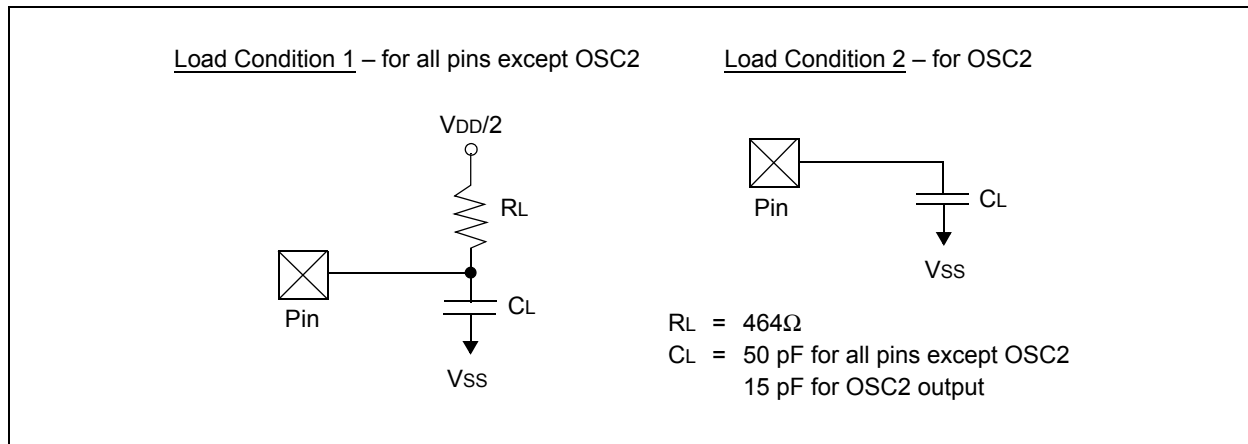 Load Condition 1 – for all pins except OSC2
VDD/2
RL
Pin
CL
VSS
Load Condition 2 – for OSC2
Pin
CL
VSS
RL = 464Ω
CL = 50 pF for all pins except OSC2
15 pF for OSC2 output